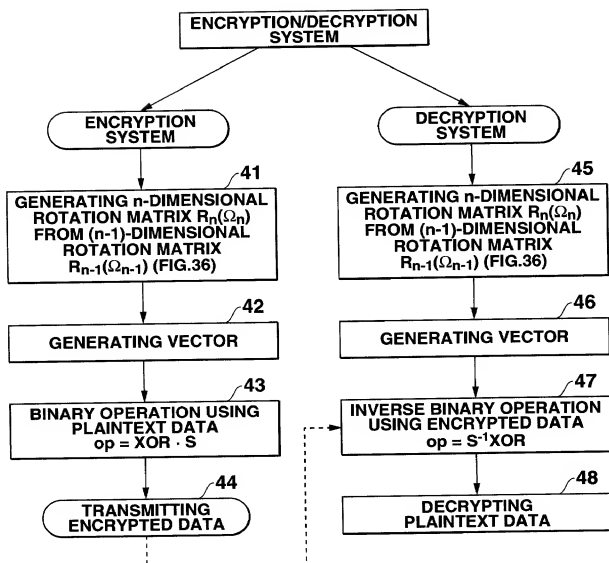 ENCRYPTION/DECRYPTION
SYSTEM
ENCRYPTION
SYSTEM
41
GENERATING n-DIMENSIONAL
ROTATION MATRIX Rn(Ωn)
FROM (n-1)-DIMENSIONAL
ROTATION
MATRIX
Rn-1(Ωn-1) (FIG.36)
42
GENERATING VECTOR
43
BINARY OPERATION USING
PLAINTEXT DATA
op = XOR · S
44
TRANSMITTING
ENCRYPTED DATA
DECRYPTION
SYSTEM
45
GENERATING n-DIMENSIONAL
ROTATION MATRIX Rn(Ωn)
FROM (n-1)-DIMENSIONAL
ROTATION
MATRIX
Rn-1(Ωn-1) (FIG.36)
46
GENERATING VECTOR
47
INVERSE BINARY OPERATION
USING ENCRYPTED DATA
op = S⁻¹XOR
48
DECRYPTING
PLAINTEXT DATA